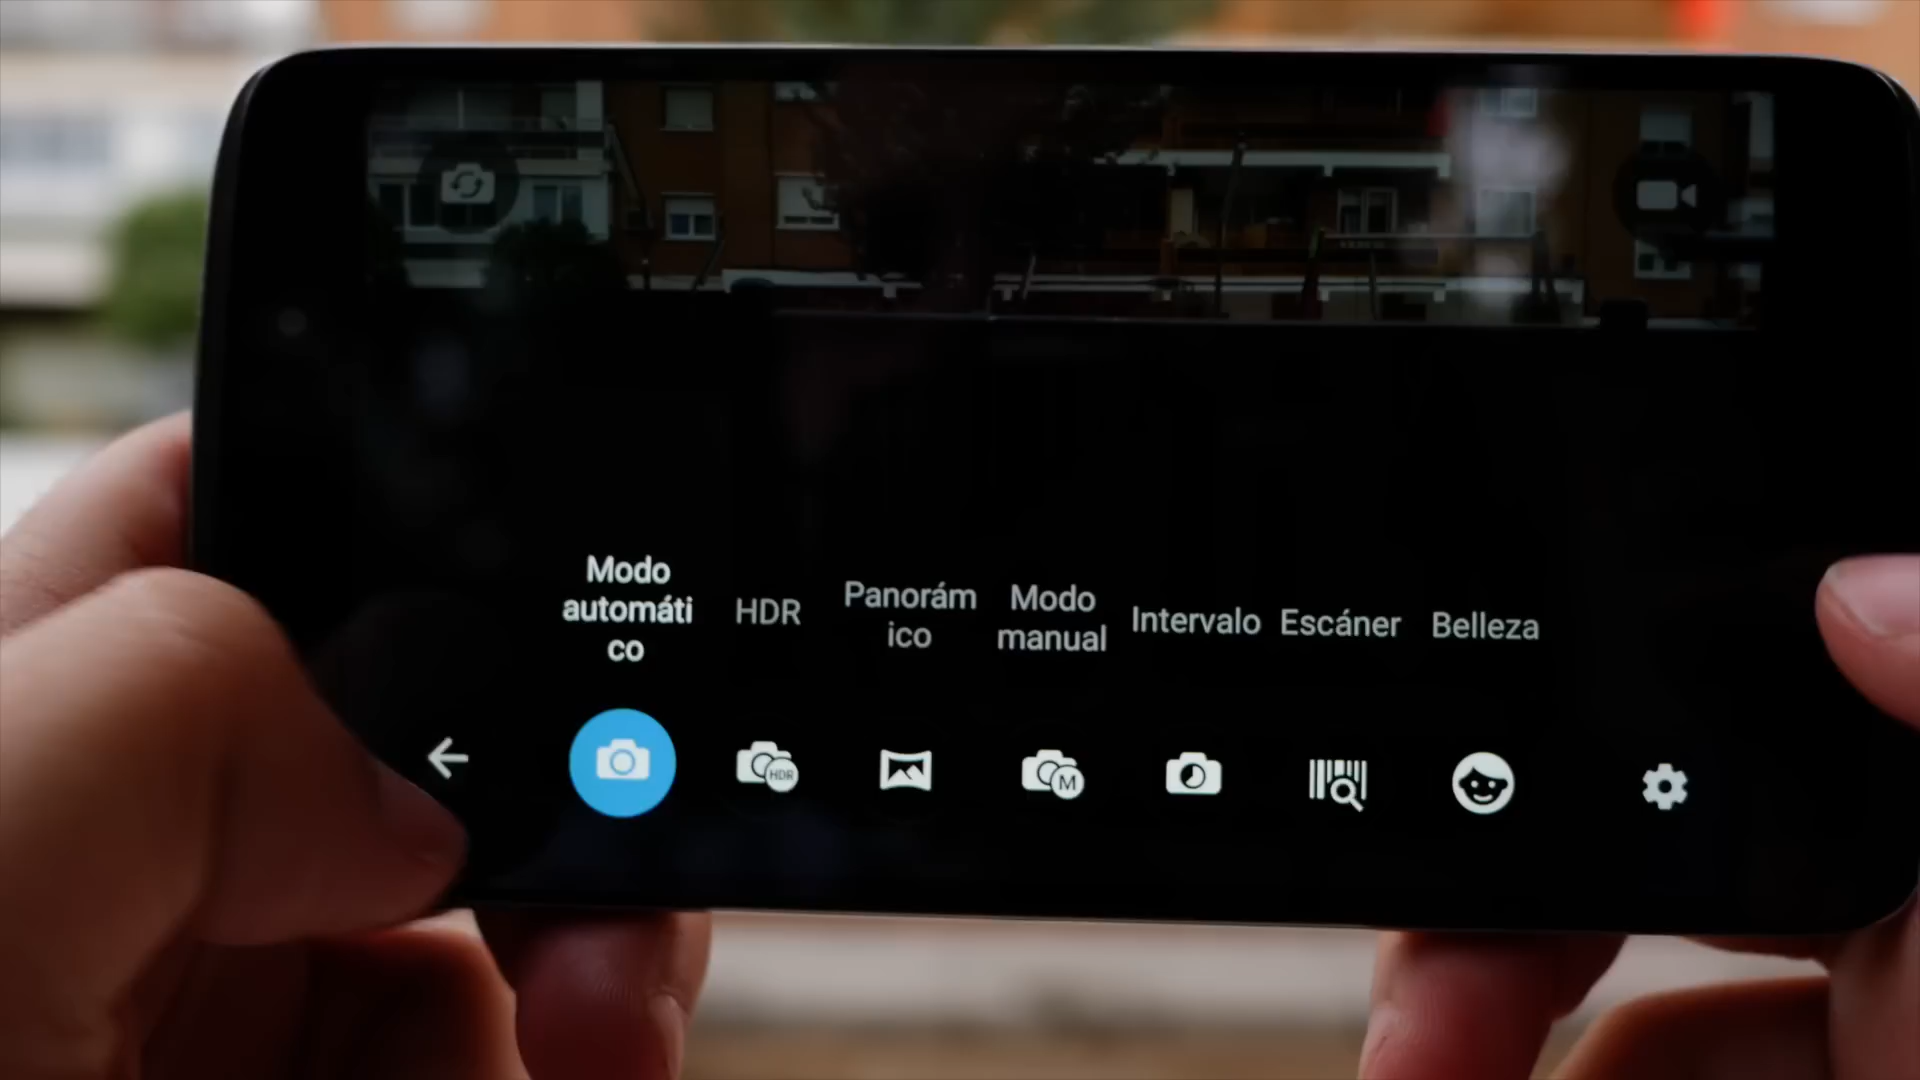 Modo
automáti
co
HDR
Panorám
ico
Modo
manual
Intervalo
Escáner
Belleza
HDR
M